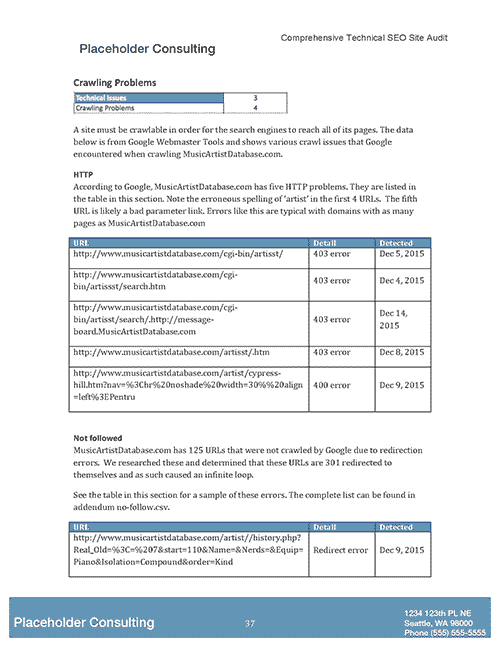 Comprehensive Technical SEO Site Audit
Placeholder Consulting
Crawling Problems
Technical Issues 3
Crawling Problems 4
A site must be crawlable in order for the search engines to reach all of its pages. The data
below is from Google Webmaster Tools and shows various crawl issues that Google
encountered when crawling MusicArtistDatabase.com.
HTTP
According to Google, MusicArtistDatabase.com has five HTTP problems. They are listed in
the table in this section. Note the erroneous spelling of 'artist' in the first 4 URLs. The fifth
URL is likely a bad parameter link. Errors like this are typical with domains with as many
pages as MusicArtistDatabase.com
URL Detail Detected
http://www.musicartistdatabase.com/cgi-bin/artisst/ 403 error Dec 5, 2015
http://www.musicartistdatabase.com/cgi-
bin/artissst/search.htm 403 error Dec 4, 2015
http://www.musicartistdatabase.com/cgi-
bin/artisst/search/.http://message-
board.MusicArtistDatabase.com 403 error Dec 14,
2015
http://www.musicartistdatabase.com/artisst/.htm 403 error Dec 8, 2015
http://www.musicartistdatabase.com/artist/cypress-
hill.htm?nav=%3Chr%20noshade%20width=30%%20align
=left%3EPentru 400 error Dec 9, 2015
Not followed
MusicArtistDatabase.com has 125 URLs that were not crawled by Google due to redirection
errors. We researched these and determined that these URLs are 301 redirected to
themselves and as such caused an infinite loop.
See the table in this section for a sample of these errors. The complete list can be found in
addendum no-follow.csv.
URL Detail Detected
http://www.musicartistdatabase.com/artist//history.php?
Real_Old=%3C=%207&start=110&Name=&Nerds=&Equip=
Piano&Isolation=Compound&order=Kind Redirect error Dec 9, 2015
Placeholder Consulting
37
1234 123th PL NE
Seattle, WA 98000
Phone (555) 555-5555